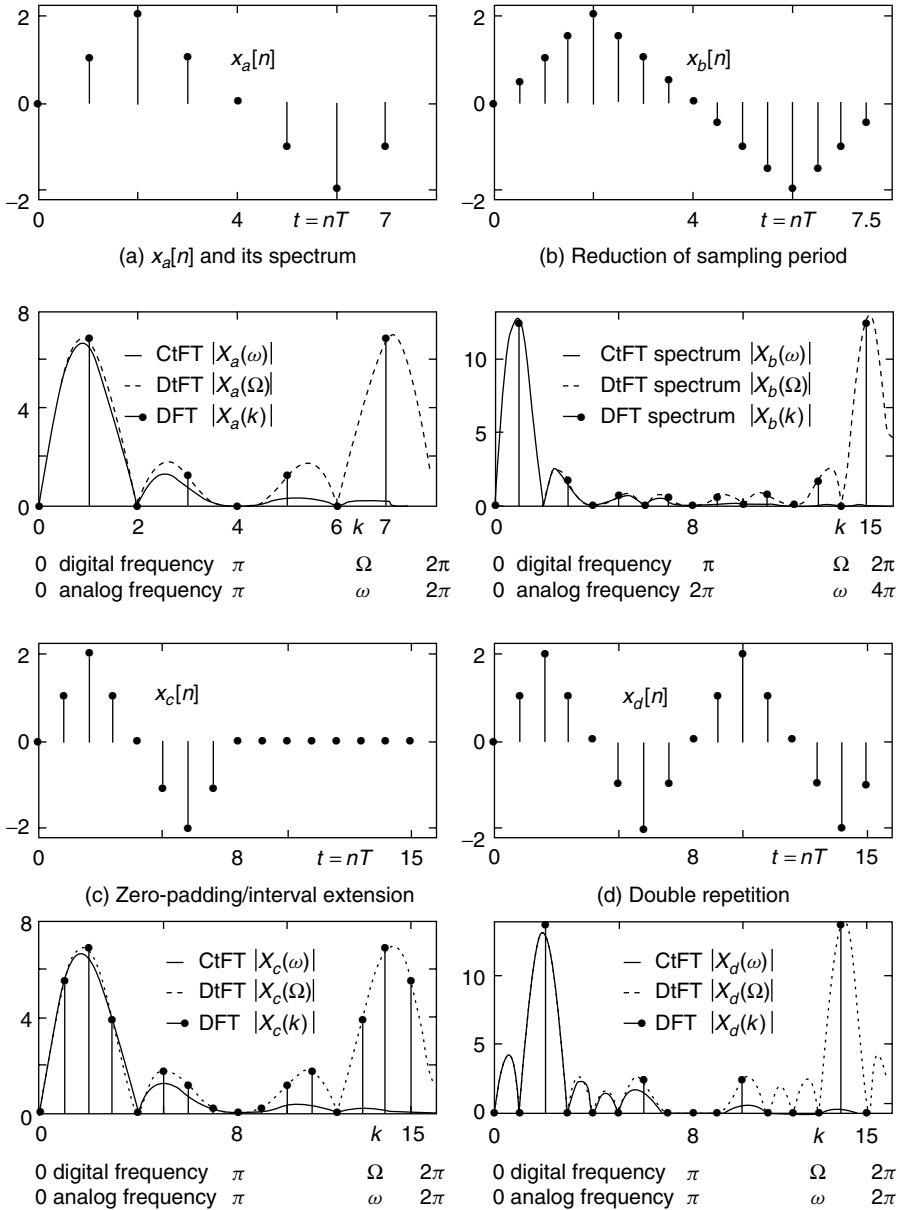 2
0
−2
x_a[n]
0 4 t = nT 7
(a) x_a[n] and its spectrum
2
0
−2
x_b[n]
0 4 t = nT 7.5
(b) Reduction of sampling period
8
4
0
CtFT |X_a(ω)|
DtFT |X_a(Ω)|
DFT |X_a(k)|
0 2 4 6 k 7
0 digital frequency π Ω 2π
0 analog frequency π ω 2π
10
5
0
CtFT spectrum |X_b(ω)|
DtFT spectrum |X_b(Ω)|
DFT spectrum |X_b(k)|
0 8 k 15
0 digital frequency π Ω 2π
0 analog frequency 2π ω 4π
2
0
−2
x_c[n]
0 8 t = nT 15
(c) Zero-padding/interval extension
2
0
−2
x_d[n]
0 8 t = nT 15
(d) Double repetition
8
4
0
CtFT |X_c(ω)|
DtFT |X_c(Ω)|
DFT |X_c(k)|
0 8 k 15
0 digital frequency π Ω 2π
0 analog frequency π ω 2π
10
5
0
CtFT |X_d(ω)|
DtFT |X_d(Ω)|
DFT |X_d(k)|
0 8 k 15
0 digital frequency π Ω 2π
0 analog frequency π ω 2π